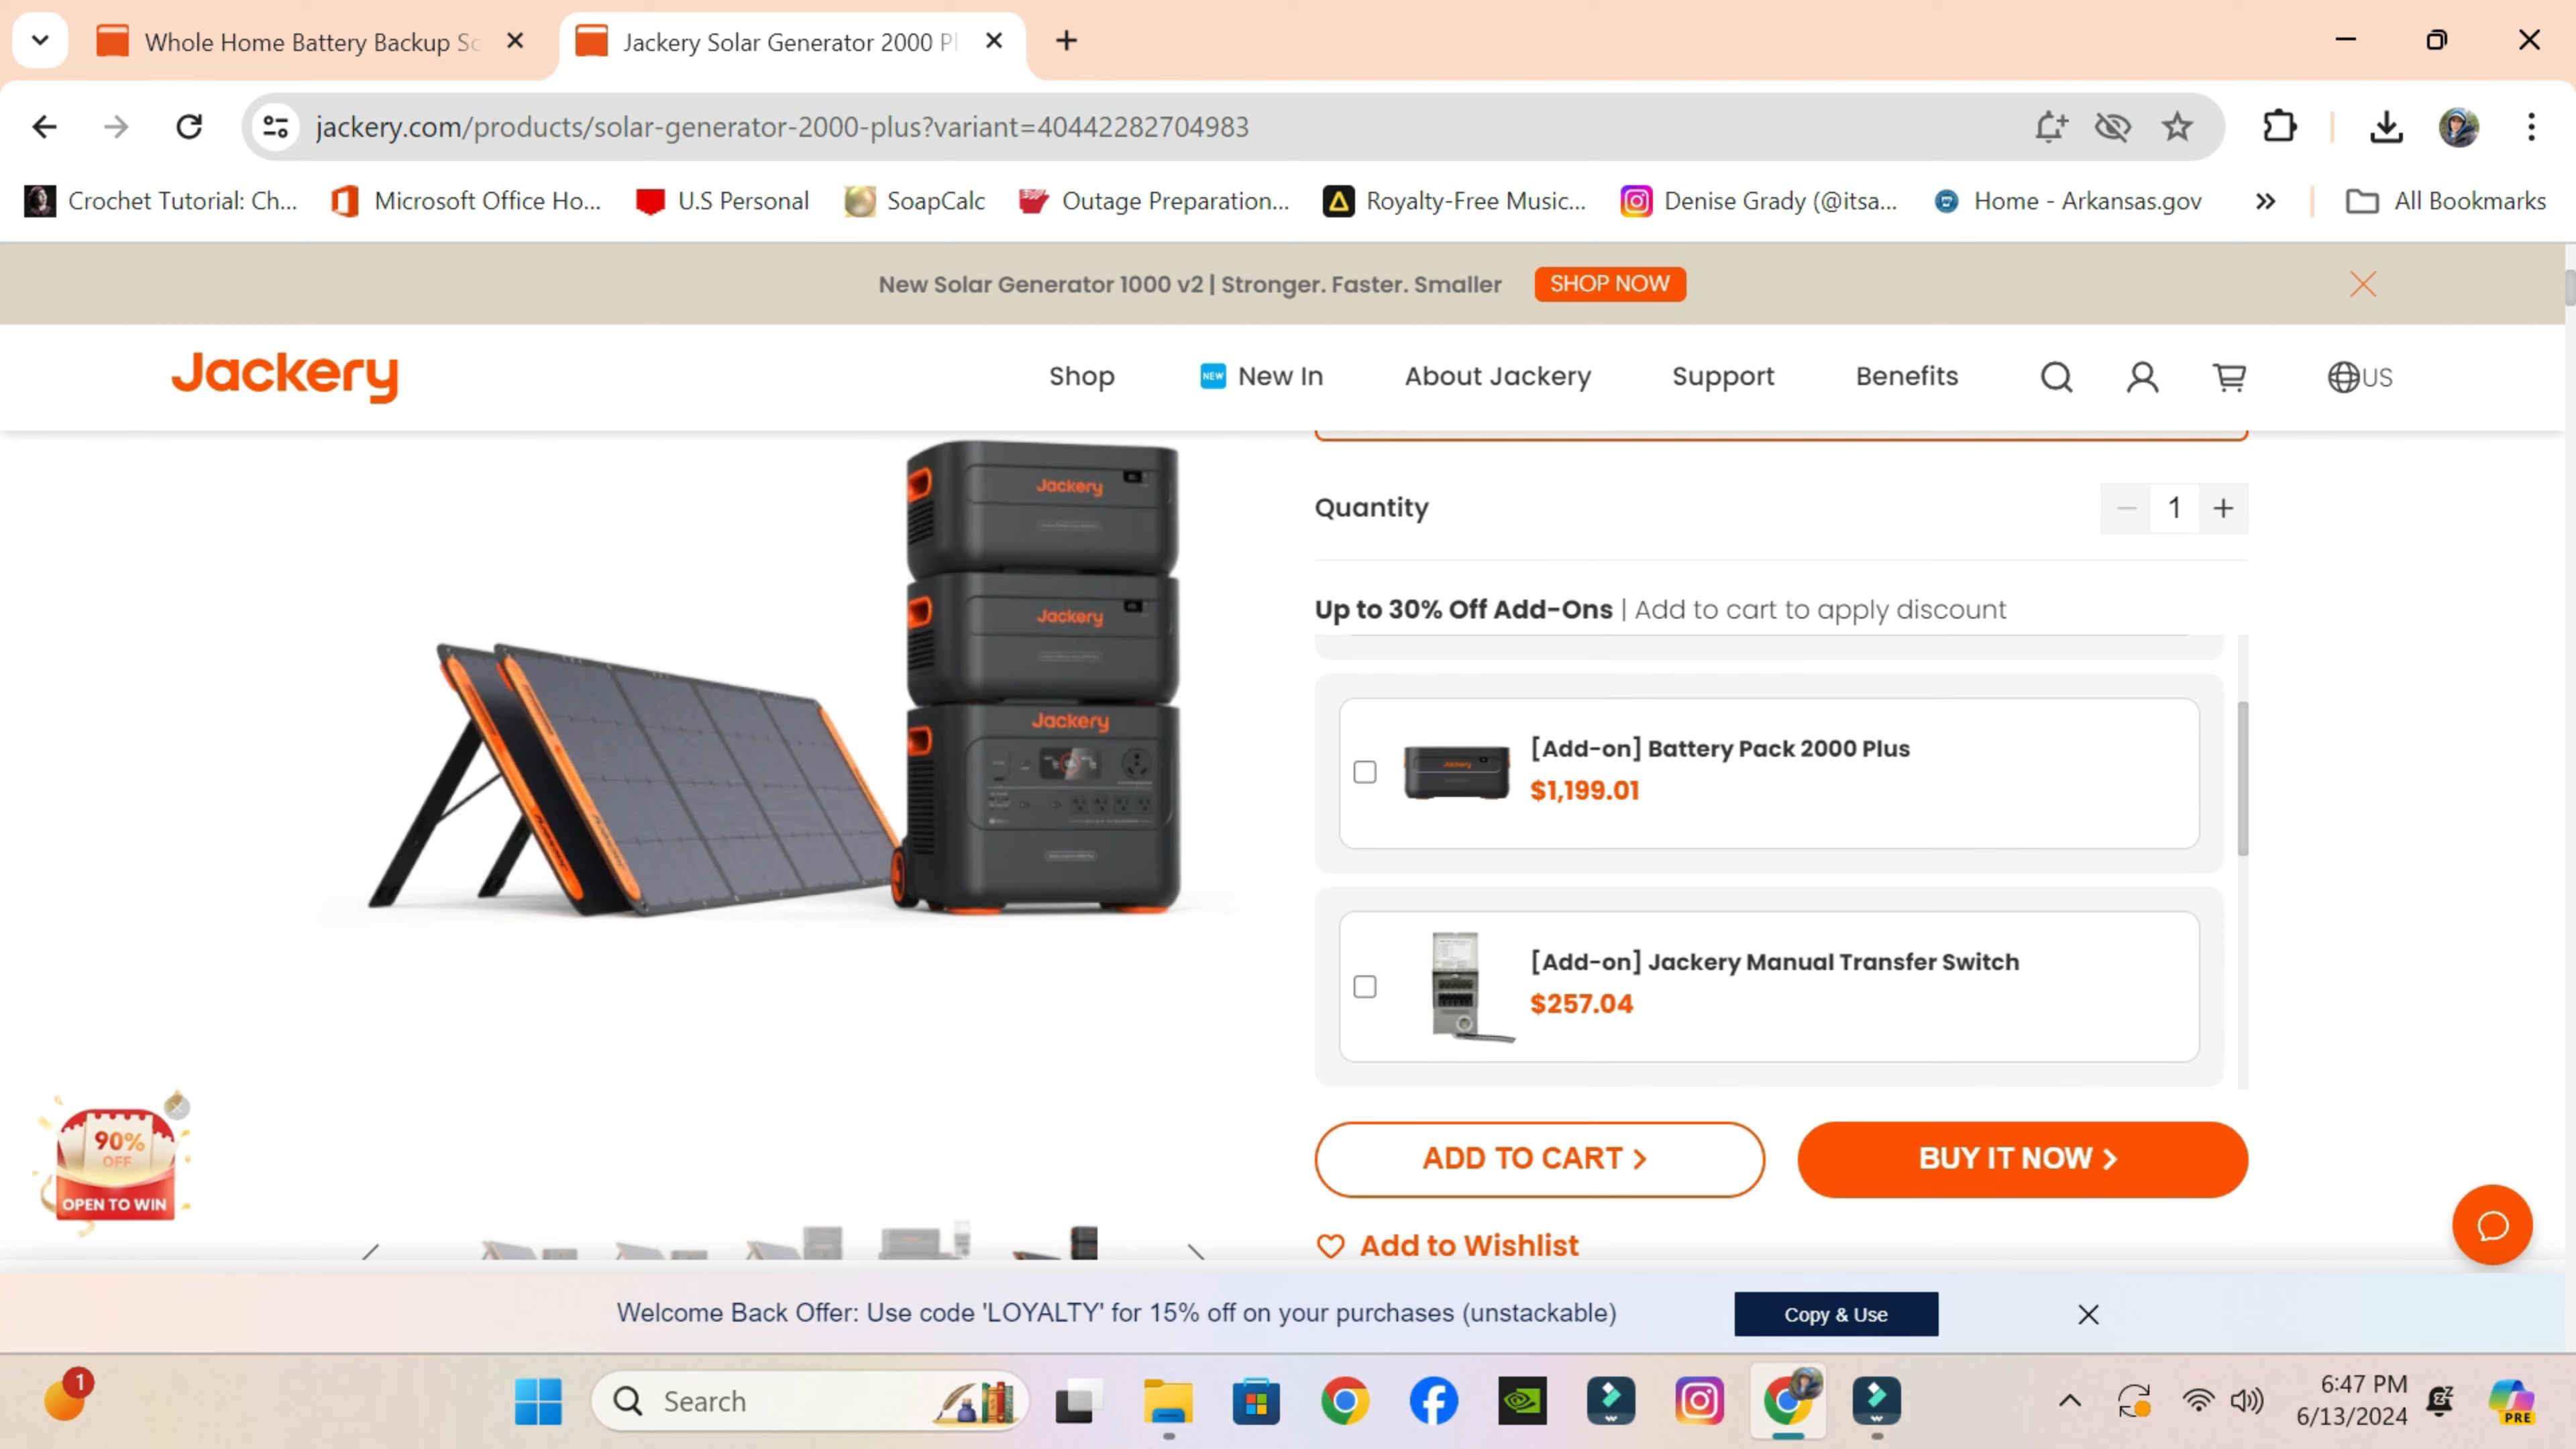 Whole Home Battery Backup So
Jackery Solar Generator 2000 Pl
jackery.com/products/solar-generator-2000-plus?variant=40442282704983
Crochet Tutorial: Ch...
Microsoft Office Ho...
U.S Personal
SoapCalc
Outage Preparation...
Royalty-Free Music...
Denise Grady (@itsa...
Home - Arkansas.gov
All Bookmarks
New Solar Generator 1000 v2 | Stronger. Faster. Smaller
SHOP NOW
Jackery
Shop
NEW New In
About Jackery
Support
Benefits
US
Jackery
Jackery
Jackery
Quantity
1
Up to 30% Off Add-Ons | Add to cart to apply discount
[Add-on] Battery Pack 2000 Plus
$1,199.01
[Add-on] Jackery Manual Transfer Switch
$257.04
90%
OFF
OPEN TO WIN
ADD TO CART >
BUY IT NOW >
Add to Wishlist
Welcome Back Offer: Use code 'LOYALTY' for 15% off on your purchases (unstackable)
Copy & Use
1
Search
6:47 PM
6/13/2024
PRE